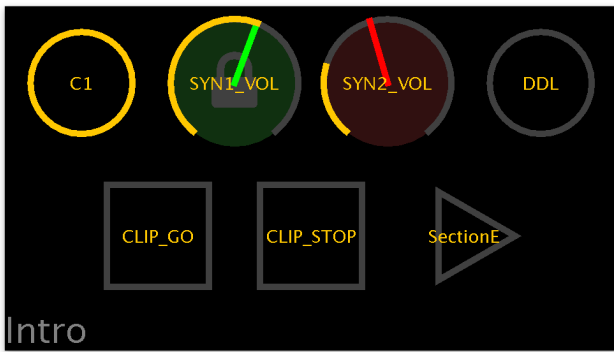 C1
SYN1_VOL
SYN2_VOL
DDL
CLIP_GO
CLIP_STOP
SectionE
Intro